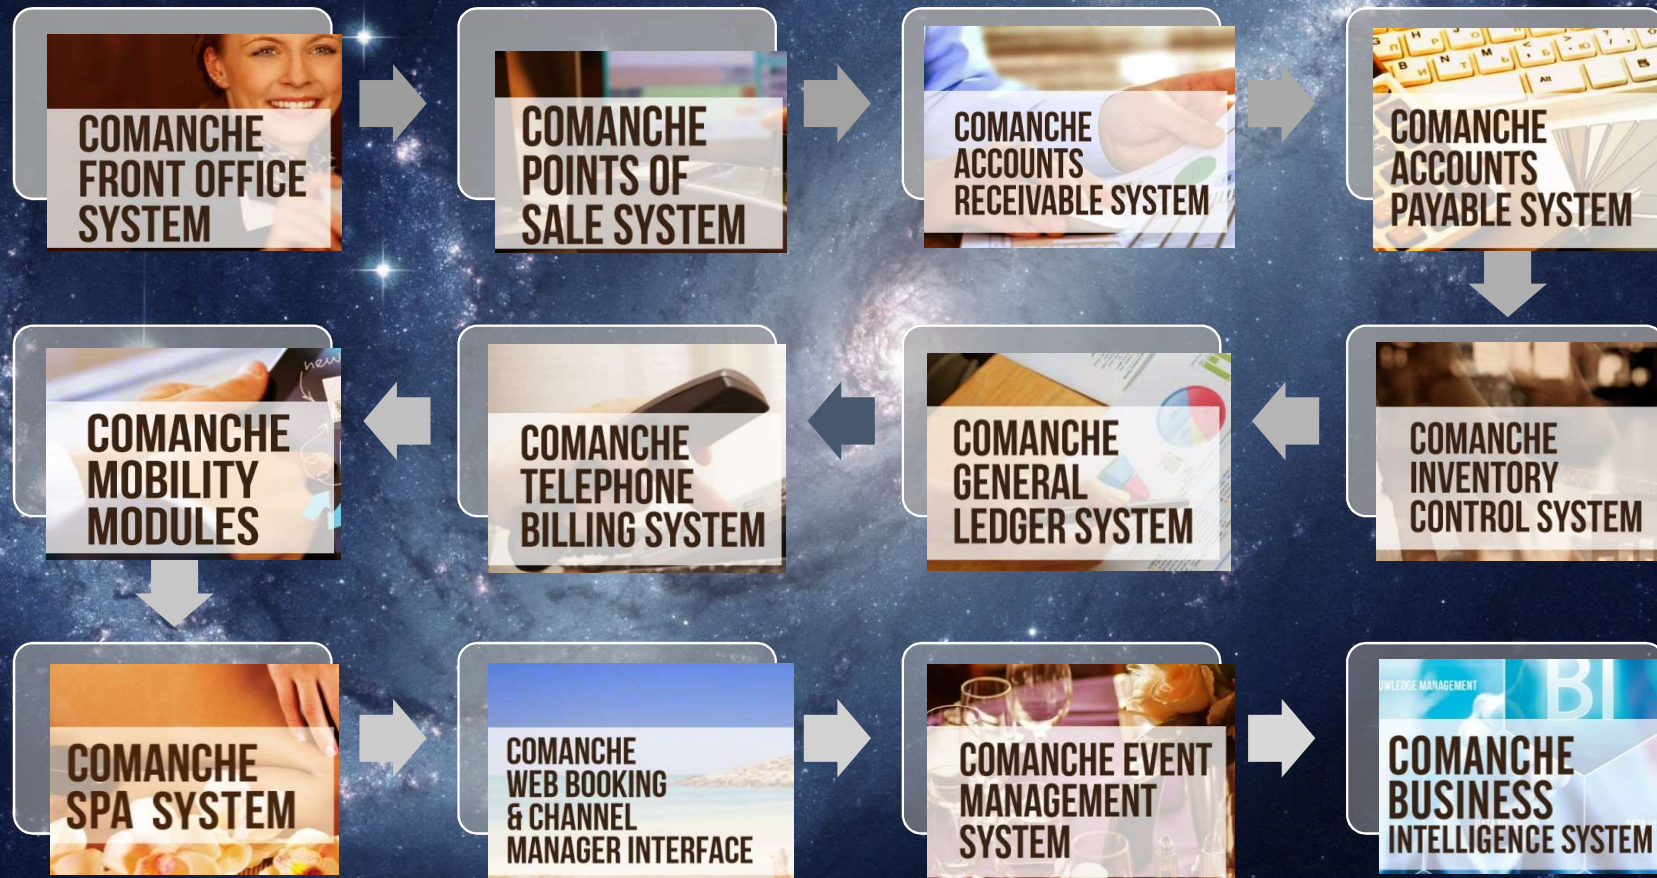 COMANCHE
FRONT OFFICE
SYSTEM
COMANCHE
POINTS OF
SALE SYSTEM
COMANCHE
ACCOUNTS
RECEIVABLE SYSTEM
COMANCHE
ACCOUNTS
PAYABLE SYSTEM
new
COMANCHE
MOBILITY
MODULES
COMANCHE
TELEPHONE
BILLING SYSTEM
COMANCHE
GENERAL
LEDGER SYSTEM
COMANCHE
INVENTORY
CONTROL SYSTEM
COMANCHE
SPA SYSTEM
COMANCHE
WEB BOOKING
& CHANNEL
MANAGER INTERFACE
COMANCHE EVENT
MANAGEMENT
SYSTEM
OWLEDGE MANAGEMENT
BI
COMANCHE
BUSINESS
INTELLIGENCE SYSTEM